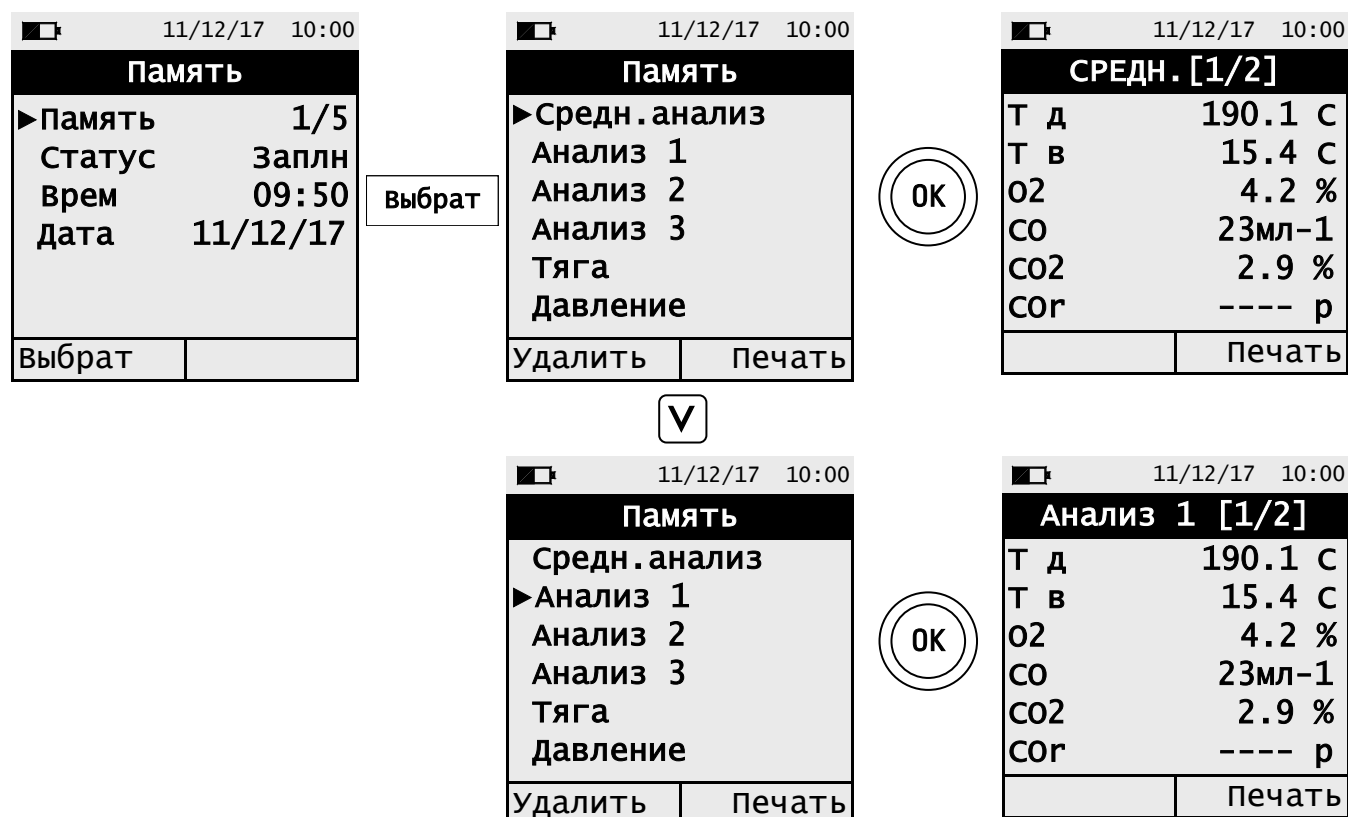 11/12/17 10:00
Память
►Память 1/5
Статус Заплн
Врем 09:50
Дата 11/12/17
Выбрат
Выбрат
11/12/17 10:00
Память
►Средн.анализ
Анализ 1
Анализ 2
Анализ 3
Тяга
Давление
Удалить Печать
OK
11/12/17 10:00
СРЕДН.[1/2]
Т д 190.1 C
Т в 15.4 C
O2 4.2 %
CO 23мл-1
CO2 2.9 %
COr ---- p
Печать
V
11/12/17 10:00
Память
Средн.анализ
►Анализ 1
Анализ 2
Анализ 3
Тяга
Давление
Удалить Печать
OK
11/12/17 10:00
Анализ 1 [1/2]
Т д 190.1 C
Т в 15.4 C
O2 4.2 %
CO 23мл-1
CO2 2.9 %
COr ---- p
Печать